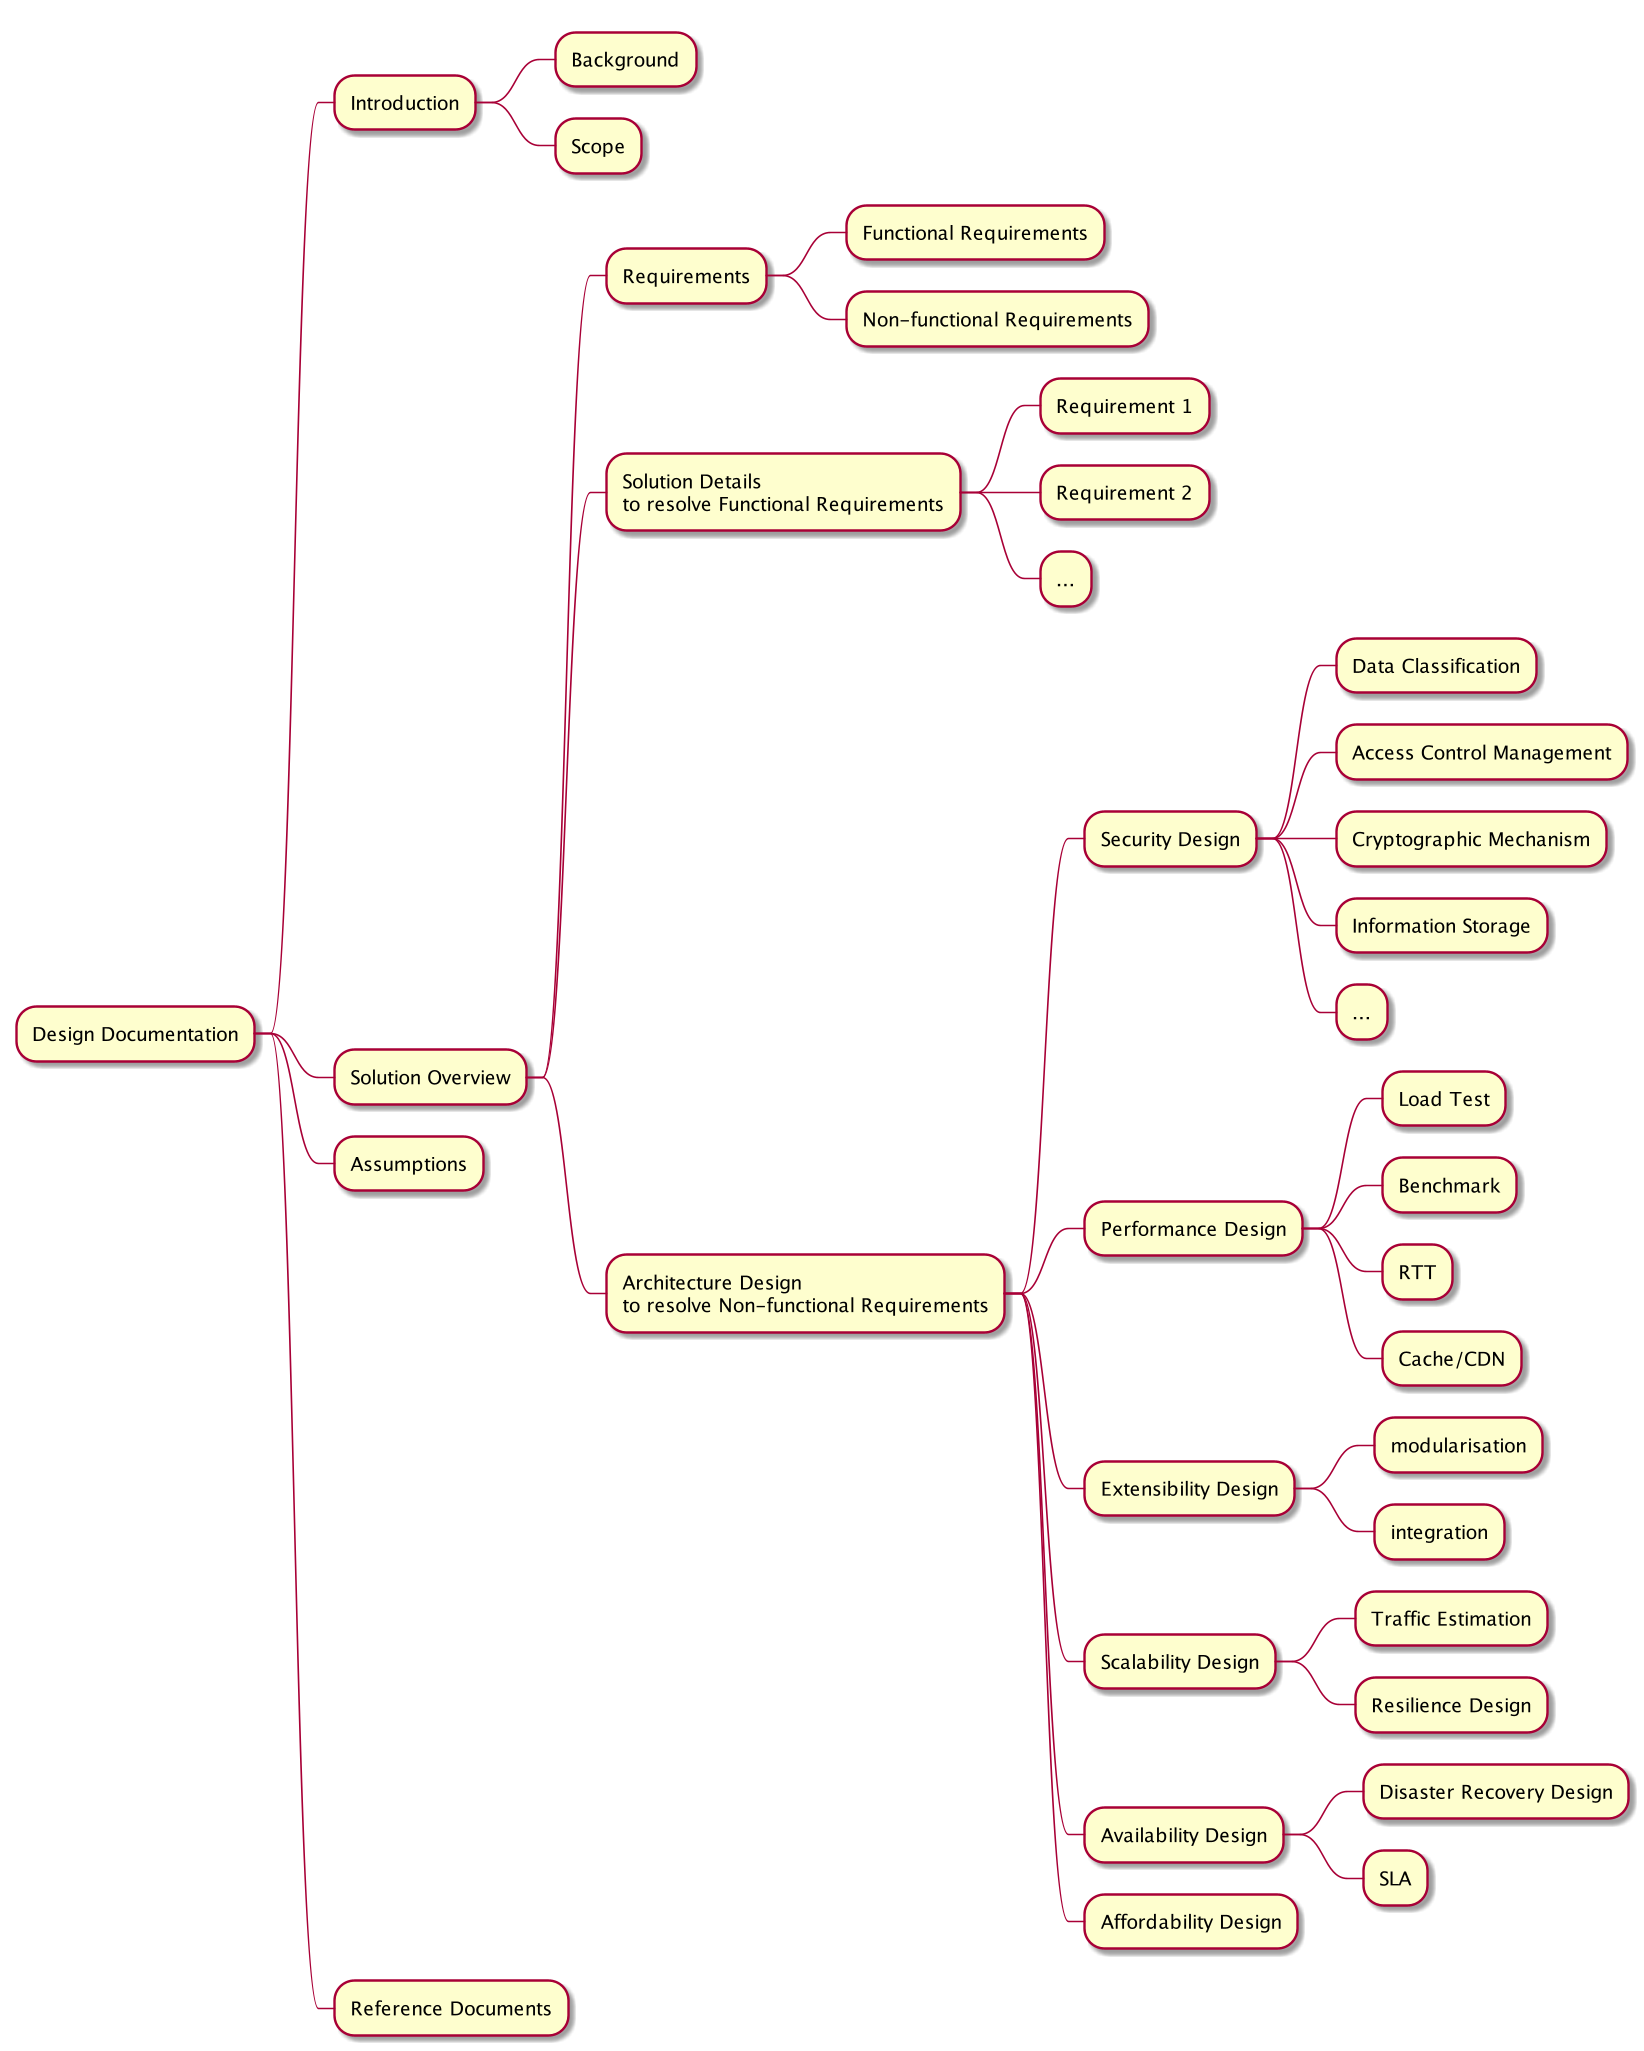 Background
Introduction
Scope
Functional Requirements
Requirements
Non-functional Requirements
Requirement 1
Solution Details
to resolve Functional Requirements
Requirement 2
...
Data Classification
Access Control Management
Security Design
Cryptographic Mechanism
Information Storage
...
Design Documentation
Solution Overview
Load Test
Assumptions
Benchmark
Performance Design
RTT
Architecture Design
to resolve Non-functional Requirements
Cache/CDN
modularisation
Extensibility Design
integration
Traffic Estimation
Scalability Design
Resilience Design
Disaster Recovery Design
Availability Design
SLA
Affordability Design
Reference Documents